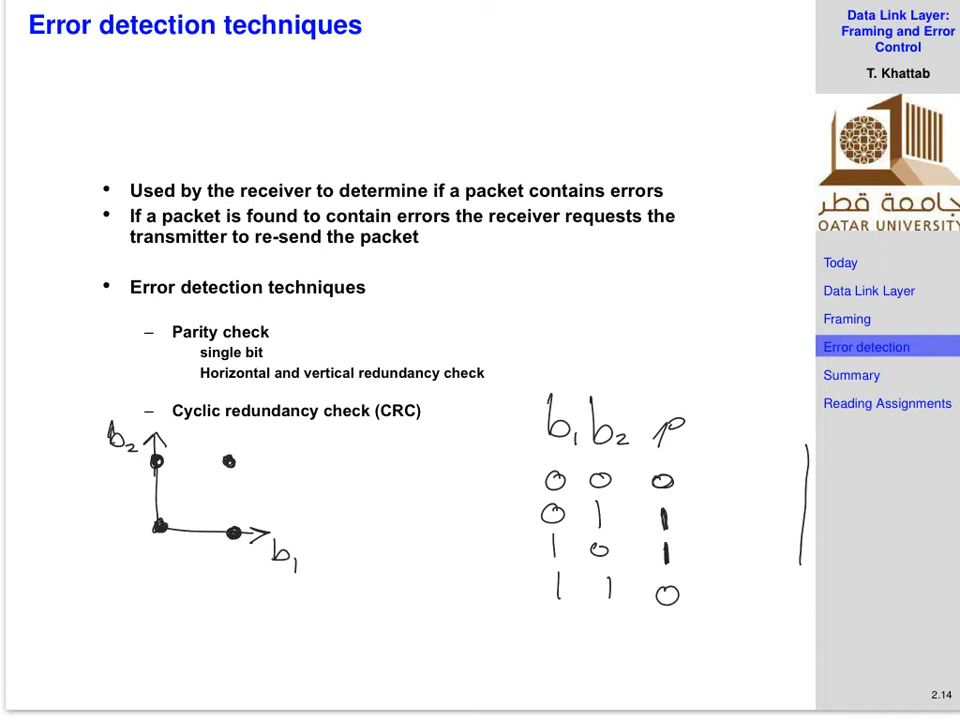 Error detection techniques
• Used by the receiver to determine if a packet contains errors
• If a packet is found to contain errors the receiver requests the
transmitter to re-send the packet
• Error detection techniques
– Parity check
single bit
Horizontal and vertical redundancy check
– Cyclic redundancy check (CRC)
b2
b1
b1 b2 p
0 0 0
0 1 1
1 0 1
1 1 0
Data Link Layer:
Framing and Error
Control
T. Khattab
جامعة قطر
QATAR UNIVERSITY
Today
Data Link Layer
Framing
Error detection
Summary
Reading Assignments
2.14